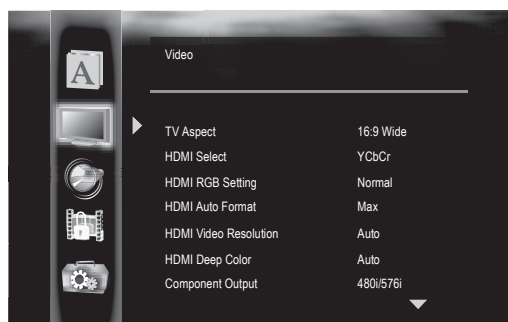 A
Video
TV Aspect 16:9 Wide
HDMI Select YCbCr
HDMI RGB Setting Normal
HDMI Auto Format Max
HDMI Video Resolution Auto
HDMI Deep Color Auto
Component Output 480i/576i